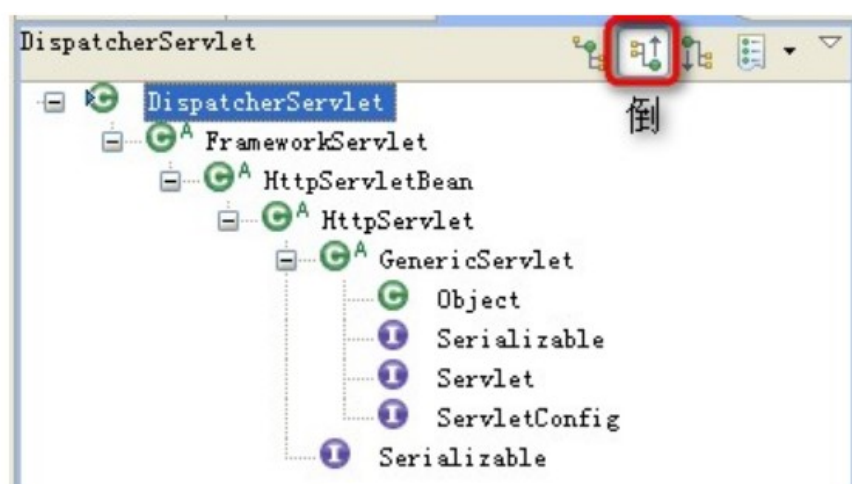 DispatcherServlet
倒
DispatcherServlet
FrameworkServlet
HttpServletBean
HttpServlet
GenericServlet
Object
Serializable
Servlet
ServletConfig
Serializable